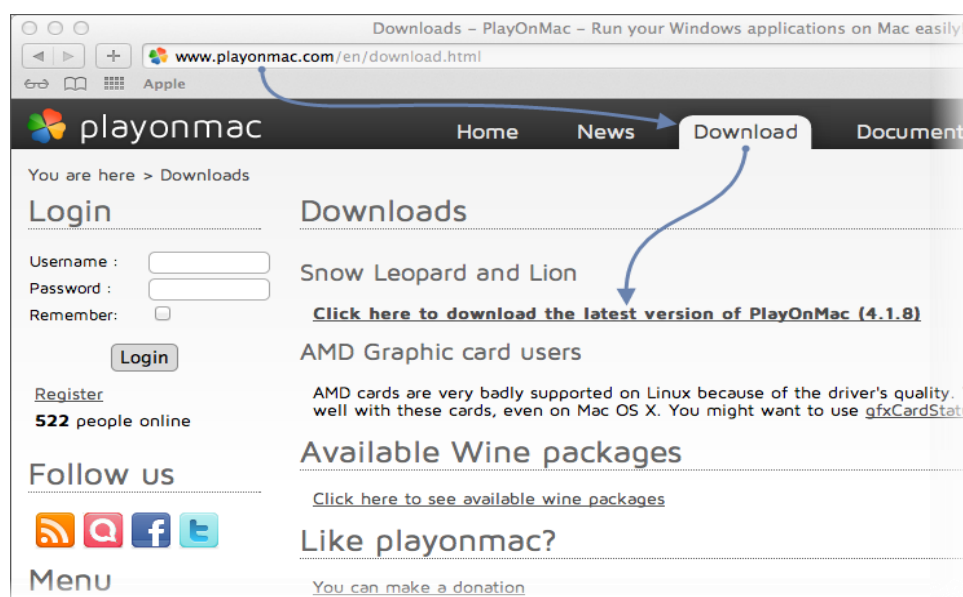 Downloads – PlayOnMac – Run your Windows applications on Mac easily!
www.playonmac.com/en/download.html
Apple
playonmac
Home News Download Document
You are here > Downloads
Login
Username :
Password :
Remember:
Login
Register
522 people online
Follow us
Menu
Downloads
Snow Leopard and Lion
Click here to download the latest version of PlayOnMac (4.1.8)
AMD Graphic card users
AMD cards are very badly supported on Linux because of the driver's quality.
well with these cards, even on Mac OS X. You might want to use gfxCardStat
Available Wine packages
Click here to see available wine packages
Like playonmac?
You can make a donation